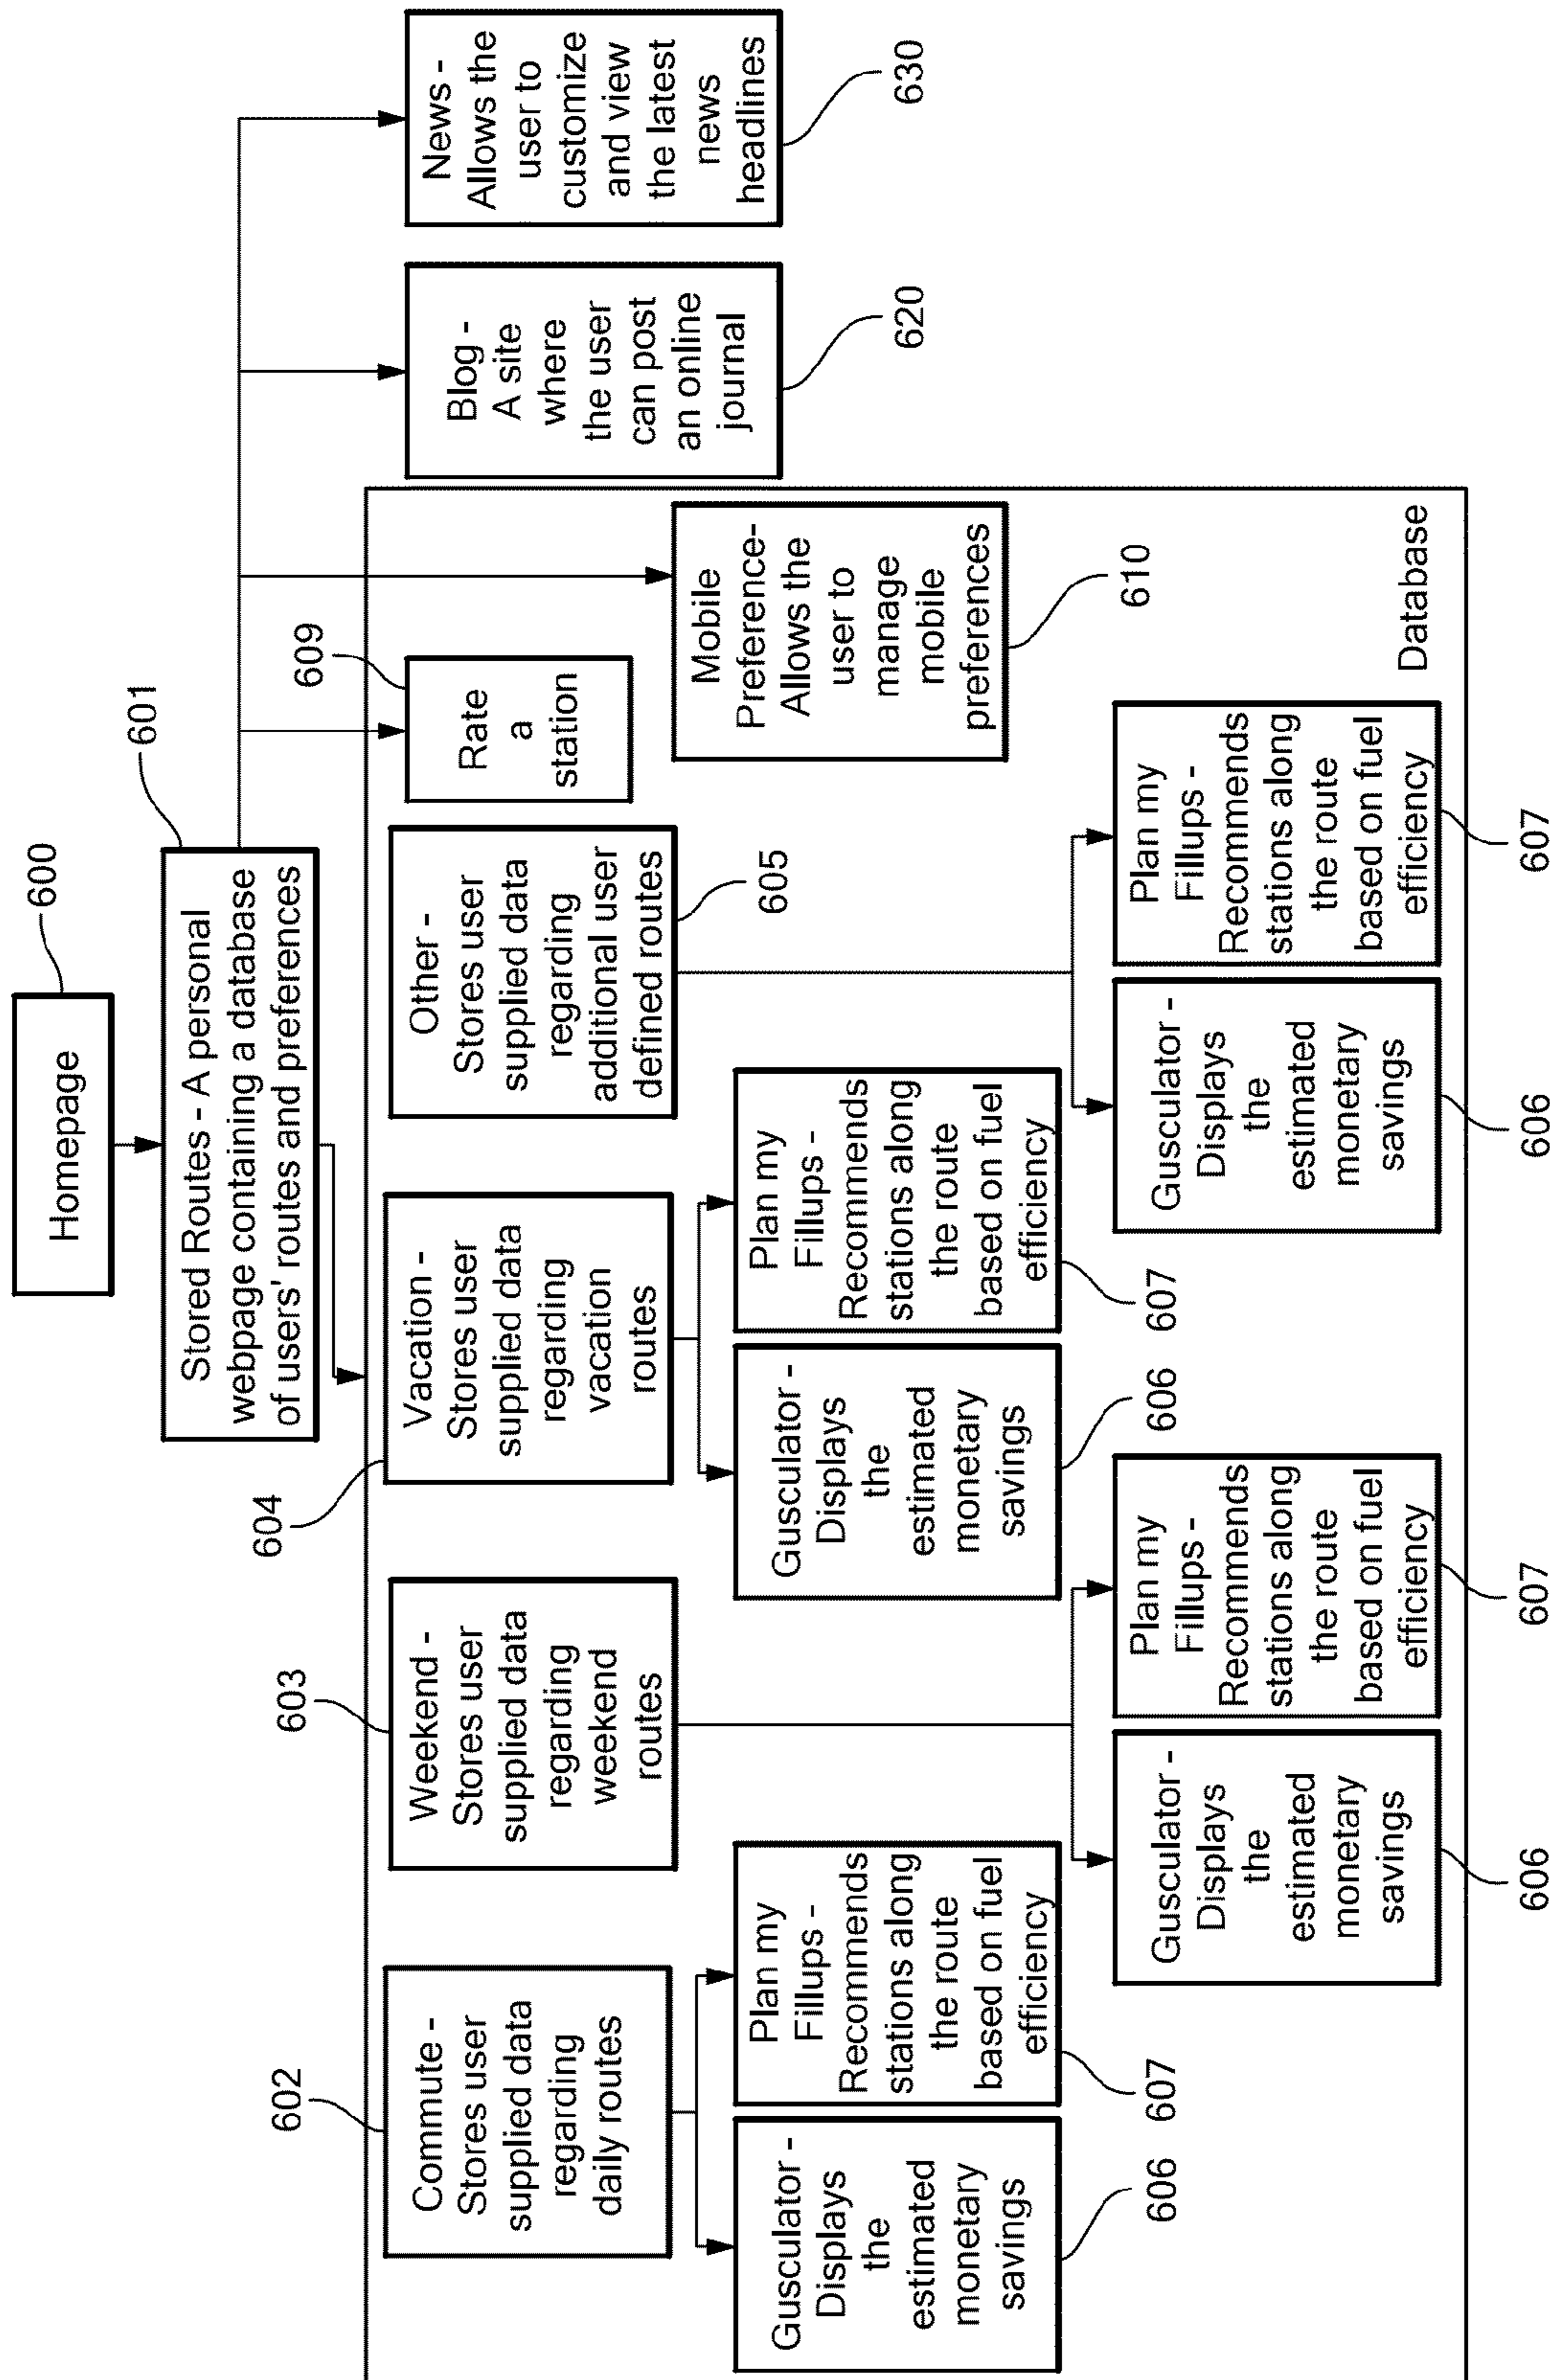 Homepage
600
Stored Routes - A personal
webpage containing a database
of users' routes and preferences
601
Commute -
Stores user
supplied data
regarding
daily routes
602
Weekend -
Stores user
supplied data
regarding
weekend
routes
603
Vacation -
Stores user
supplied data
regarding
vacation
routes
604
Other -
Stores user
supplied data
regarding
additional user
defined routes
605
Rate
a
station
609
Mobile
Preference-
Allows the
user to
manage
mobile
preferences
610
Blog -
A site
where
the user
can post
an online
journal
620
News -
Allows the
user to
customize
and view
the latest
news
headlines
630
Gusculator -
Displays
the
estimated
monetary
savings
606
Plan my
Fillups -
Recommends
stations along
the route
based on fuel
efficiency
607
Gusculator -
Displays
the
estimated
monetary
savings
606
Plan my
Fillups -
Recommends
stations along
the route
based on fuel
efficiency
607
Gusculator -
Displays
the
estimated
monetary
savings
606
Plan my
Fillups -
Recommends
stations along
the route
based on fuel
efficiency
607
Gusculator -
Displays
the
estimated
monetary
savings
606
Plan my
Fillups -
Recommends
stations along
the route
based on fuel
efficiency
607
Database